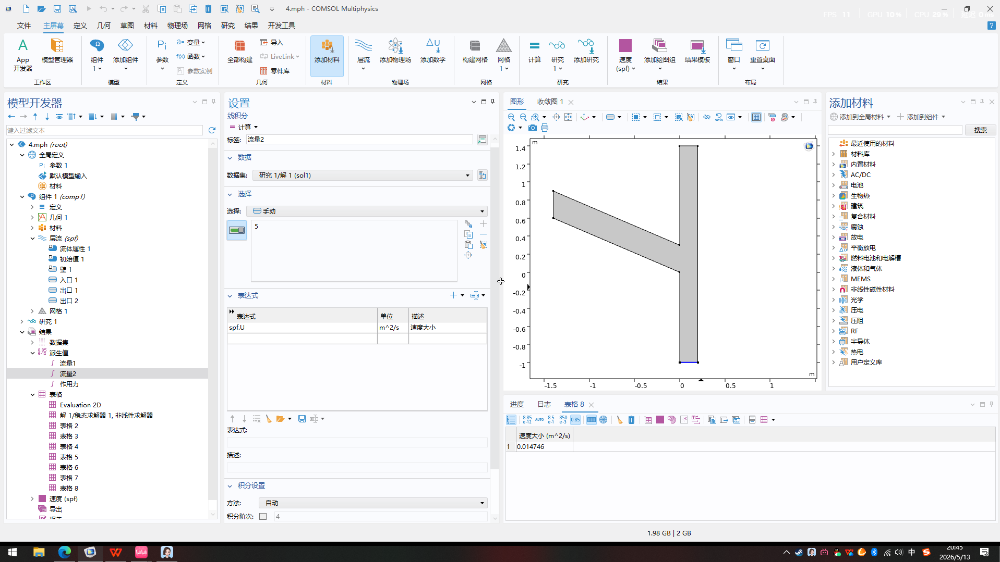 4.mph - COMSOL Multiphysics
FPS 11 GPU 10% CPU 29% 0
文件 主屏幕 定义 几何 草图 材料 物理场 网格 研究 结果 开发工具
App 开发器
模型管理器
工作区
组件 1
添加组件
模型
Pi 参数
a= 变量
f(x) 函数
Pi 参数实例
定义
全部构建
导入
LiveLink
零件库
几何
添加材料
材料
层流
添加物理场
ΔU 添加数学
物理场
构建网格
网格 1
网格
计算
研究 1
添加研究
研究
速度 (spf)
添加绘图组
结果模板
结果
窗口
重置桌面
布局
模型开发器
键入过滤文本
4.mph (root)
全局定义
Pi 参数 1
默认模型输入
材料
组件 1 (comp1)
定义
几何 1
材料
层流 (spf)
流体属性 1
初始值 1
壁 1
入口 1
出口 1
出口 2
网格 1
研究 1
结果
数据集
8.85 e-12 派生值
流量1
流量2
作用力
表格
Evaluation 2D
解 1/稳态求解器 1, 非线性求解器
表格 2
表格 3
表格 4
表格 5
表格 6
表格 7
表格 8
速度 (spf)
导出
设置
线积分
= 计算
标签: 流量2
数据
数据集: 研究 1/解 1 (sol1)
选择
选择: 手动
5
表达式
表达式 单位 描述
spf.U m^2/s 速度大小
表达式:
描述:
积分设置
方法: 自动
积分阶次: 4
图形 收敛图 1
m
1.4
1.2
1
0.8
0.6
0.4
0.2
0
-0.2
-0.4
-0.6
-0.8
-1
m
-1.5 -1 -0.5 0 0.5 1
进度 日志 表格 8
8.85 e-12 AUTO 8.5 e-1 850 e-3 0.85
速度大小 (m^2/s)
1 0.014746
添加材料
添加到全局材料 添加到组件
搜索
最近使用的材料
材料库
内置材料
AC/DC
电池
生物热
建筑
复合材料
腐蚀
放电
平衡放电
燃料电池和电解槽
液体和气体
MEMS
非线性磁性材料
光学
压电
压阻
RF
半导体
热电
用户定义库
1.98 GB | 2 GB
中
20:45
2026/5/13